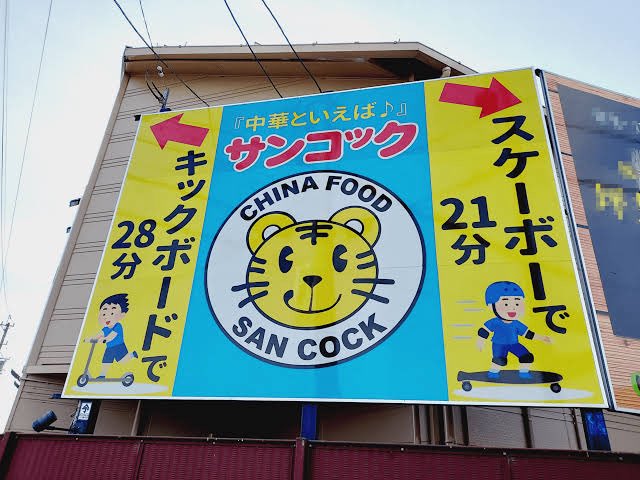 『中華といえば♪』
サンコック
CHINA FOOD
SAN COCK
キックボードで
28分
スケーボーで
21分